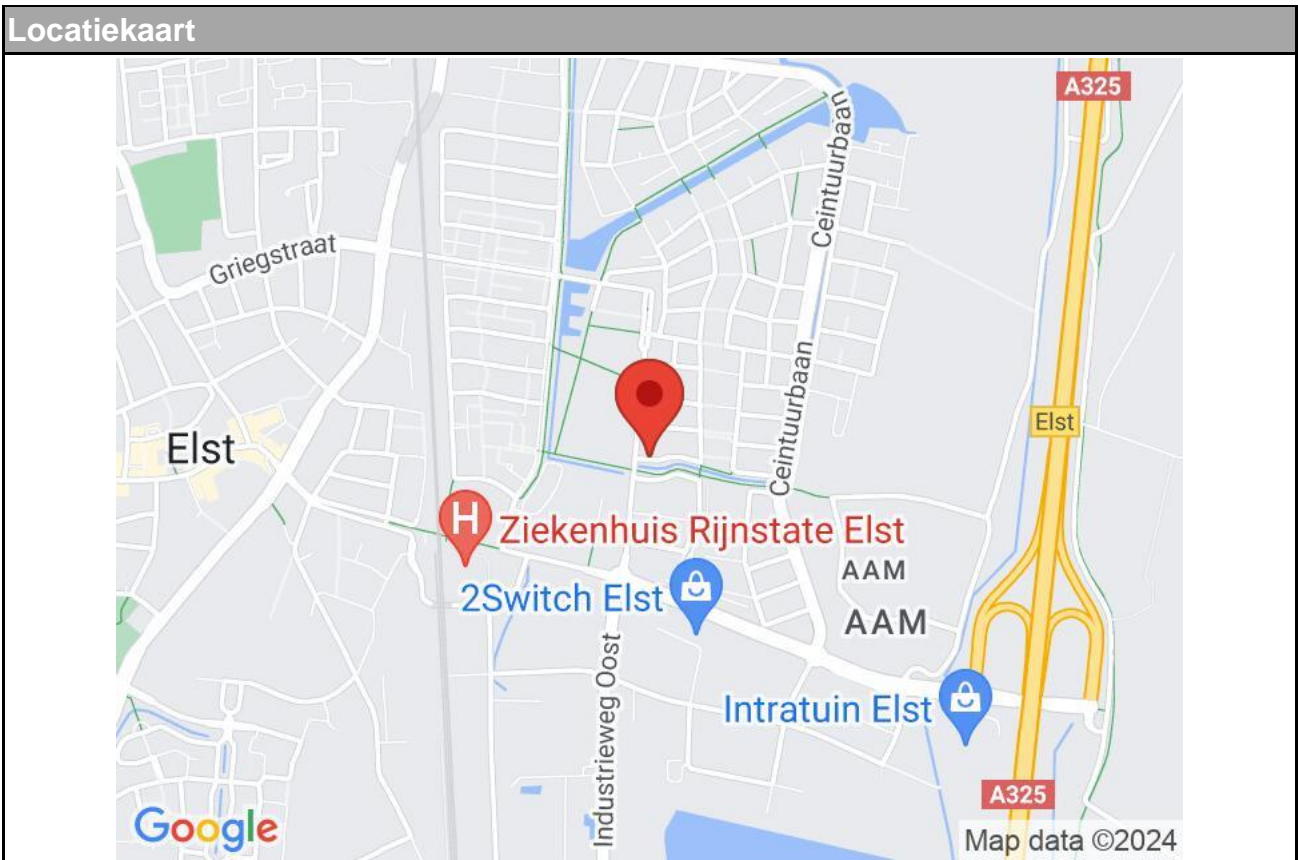 Locatiekaart
A325
Ceintuurbaan
Griegstraat
Ceintuurbaan
Elst
Elst
Ziekenhuis Rijnstate Elst
AAM
2Switch Elst
AAM
Industrieweg Oost
Intratuin Elst
A325
Google
Map data ©2024